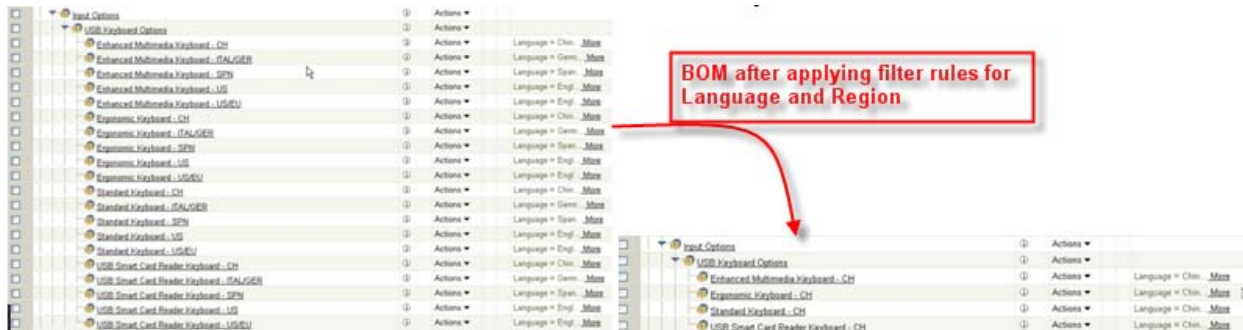 Input Options Actions
USB Keyboard Options Actions
Enhanced Multimedia Keyboard - CH Actions Language = Chin... More
Enhanced Multimedia Keyboard - ITAL/GER Actions Language = Germ... More
Enhanced Multimedia Keyboard - SPN Actions Language = Span... More
Enhanced Multimedia Keyboard - US Actions Language = Engl... More
Enhanced Multimedia Keyboard - US/EU Actions Language = Engl... More
Ergonomic Keyboard - CH Actions Language = Chin... More
Ergonomic Keyboard - ITAL/GER Actions Language = Germ... More
Ergonomic Keyboard - SPN Actions Language = Span... More
Ergonomic Keyboard - US Actions Language = Engl... More
Ergonomic Keyboard - US/EU Actions Language = Engl... More
Standard Keyboard - CH Actions Language = Chin... More
Standard Keyboard - ITAL/GER Actions Language = Germ... More
Standard Keyboard - SPN Actions Language = Span... More
Standard Keyboard - US Actions Language = Engl... More
Standard Keyboard - US/EU Actions Language = Engl... More
USB Smart Card Reader Keyboard - CH Actions Language = Chin... More
USB Smart Card Reader Keyboard - ITAL/GER Actions Language = Germ... More
USB Smart Card Reader Keyboard - SPN Actions Language = Span... More
USB Smart Card Reader Keyboard - US Actions Language = Engl... More
USB Smart Card Reader Keyboard - US/EU Actions Language = Engl... More
BOM after applying filter rules for
Language and Region
Input Options Actions
USB Keyboard Options Actions
Enhanced Multimedia Keyboard - CH Actions Language = Chin... More
Ergonomic Keyboard - CH Actions Language = Chin... More
Standard Keyboard - CH Actions Language = Chin... More
USB Smart Card Reader Keyboard - CH Actions Language = Chin... More